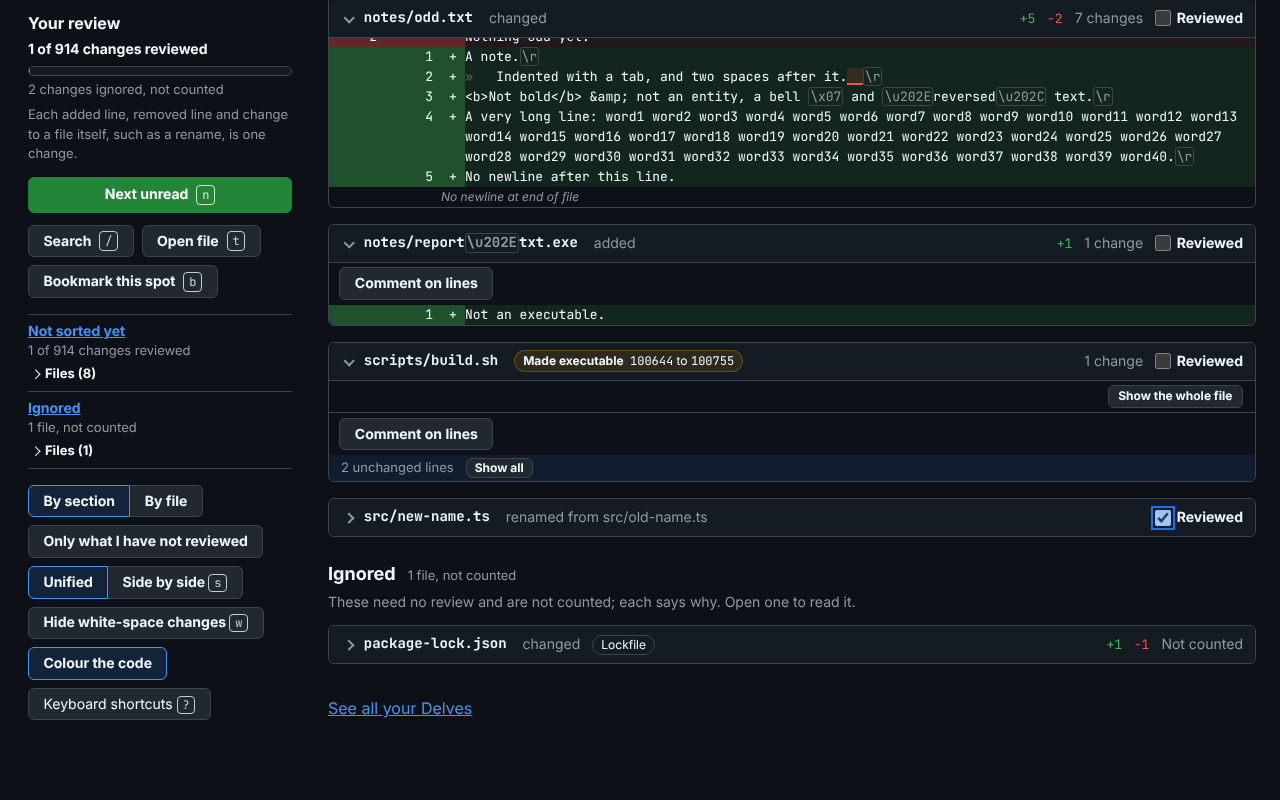 Your review
1 of 914 changes reviewed
2 changes ignored, not counted
Each added line, removed line and change
to a file itself, such as a rename, is one
change.
Next unread n
Search /
Open file t
Bookmark this spot b
Not sorted yet
1 of 914 changes reviewed
Files (8)
Ignored
1 file, not counted
Files (1)
By section
By file
Only what I have not reviewed
Unified
Side by side s
Hide white-space changes w
Colour the code
Keyboard shortcuts ?
notes/odd.txt changed +5 -2 7 changes Reviewed
2 Nothing odd yet.
1 + A note.\r
2 + » Indented with a tab, and two spaces after it. \r
3 + <b>Not bold</b> &amp; not an entity, a bell \x07 and \u202Ereversed\u202C text.\r
4 + A very long line: word1 word2 word3 word4 word5 word6 word7 word8 word9 word10 word11 word12 word13
word14 word15 word16 word17 word18 word19 word20 word21 word22 word23 word24 word25 word26 word27
word28 word29 word30 word31 word32 word33 word34 word35 word36 word37 word38 word39 word40.\r
5 + No newline after this line.
No newline at end of file
notes/report\u202Etxt.exe added +1 1 change Reviewed
Comment on lines
1 + Not an executable.
scripts/build.sh Made executable 100644 to 100755 1 change Reviewed
Show the whole file
Comment on lines
2 unchanged lines Show all
src/new-name.ts renamed from src/old-name.ts Reviewed
Ignored 1 file, not counted
These need no review and are not counted; each says why. Open one to read it.
package-lock.json changed Lockfile +1 -1 Not counted
See all your Delves